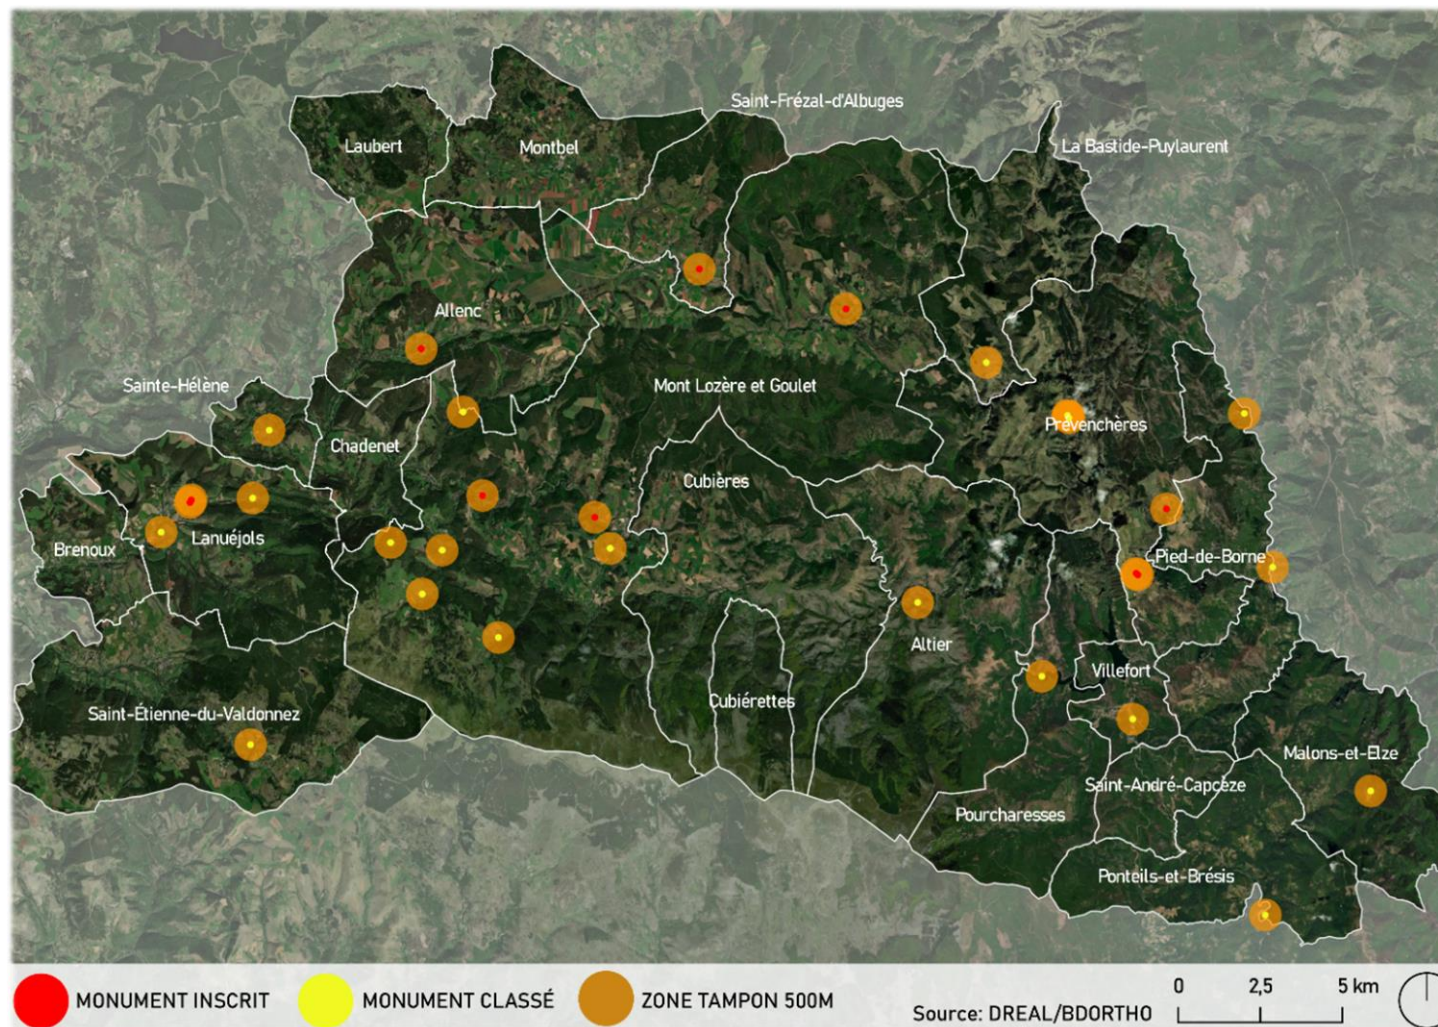 Saint-Frézal-d'Albuges
Laubert
Montbel
La Bastide-Puylaurent
Allenc
Sainte-Hélène
Mont Lozère et Goulet
Prévenchères
Chadenet
Cubières
Brenoux
Lanuéjols
Pied-de-Borne
Altier
Villefort
Cubiérettes
Saint-Étienne-du-Valdonnez
Malons-et-Elze
Saint-André-Capcèze
Pourcharesses
Ponteils-et-Brésis
MONUMENT INSCRIT
MONUMENT CLASSÉ
ZONE TAMPON 500M
Source: DREAL/BDORTHO
0 2,5 5 km